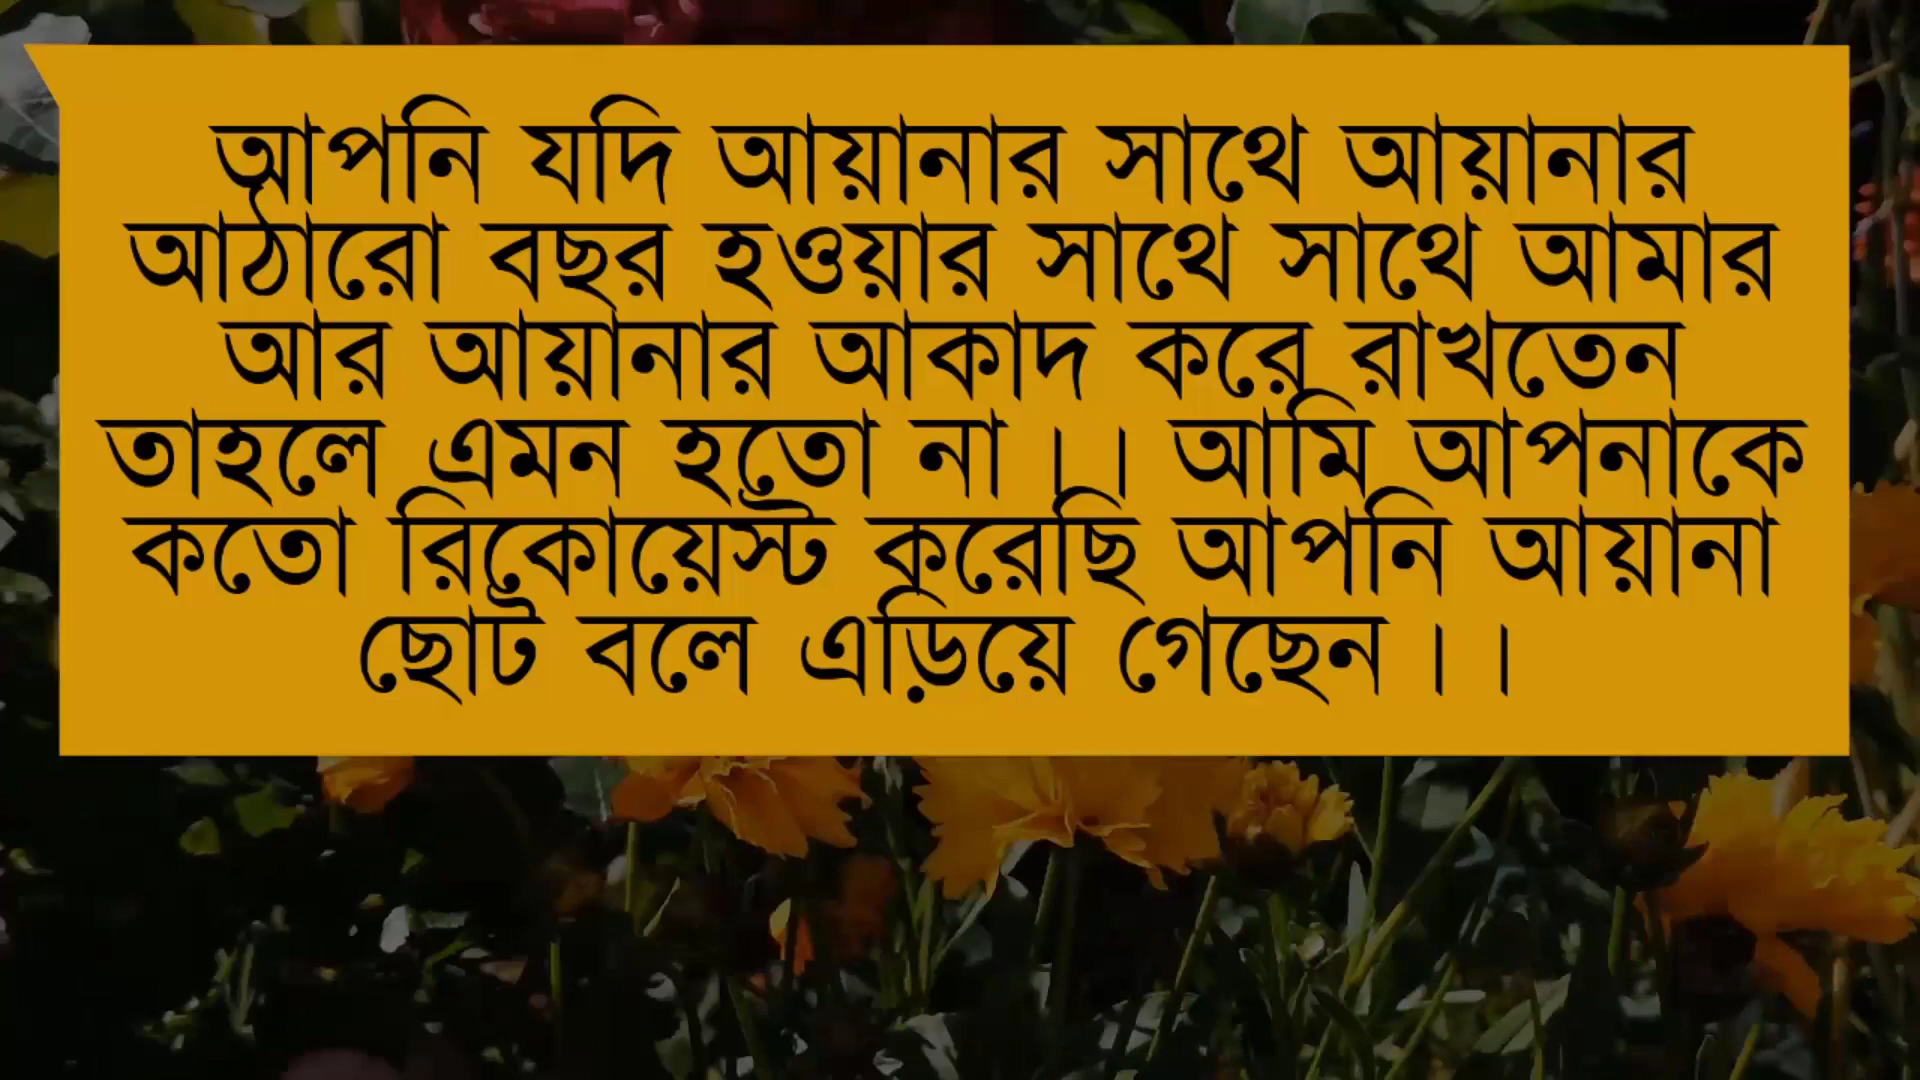 আপনি যদি আয়ানার সাথে আয়ানার
আঠারো বছর হওয়ার সাথে সাথে আমার
আর আয়ানার আকাদ করে রাখতেন
তাহলে এমন হতো না ।। আমি আপনাকে
কতো রিকোয়েস্ট করেছি আপনি আয়ানা
ছোট বলে এড়িয়ে গেছেন । ।